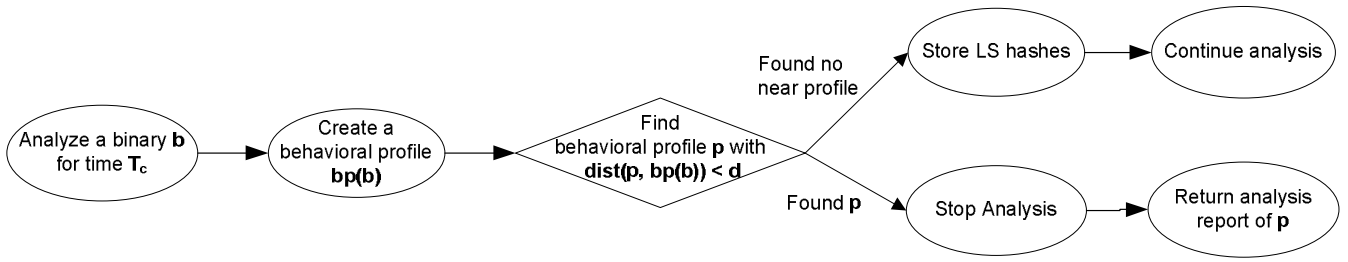 Analyze a binary b
for time Tc
Create a
behavioral profile
bp(b)
Find
behavioral profile p with
dist(p, bp(b)) < d
Found no
near profile
Store LS hashes
Continue analysis
Found p
Stop Analysis
Return analysis
report of p